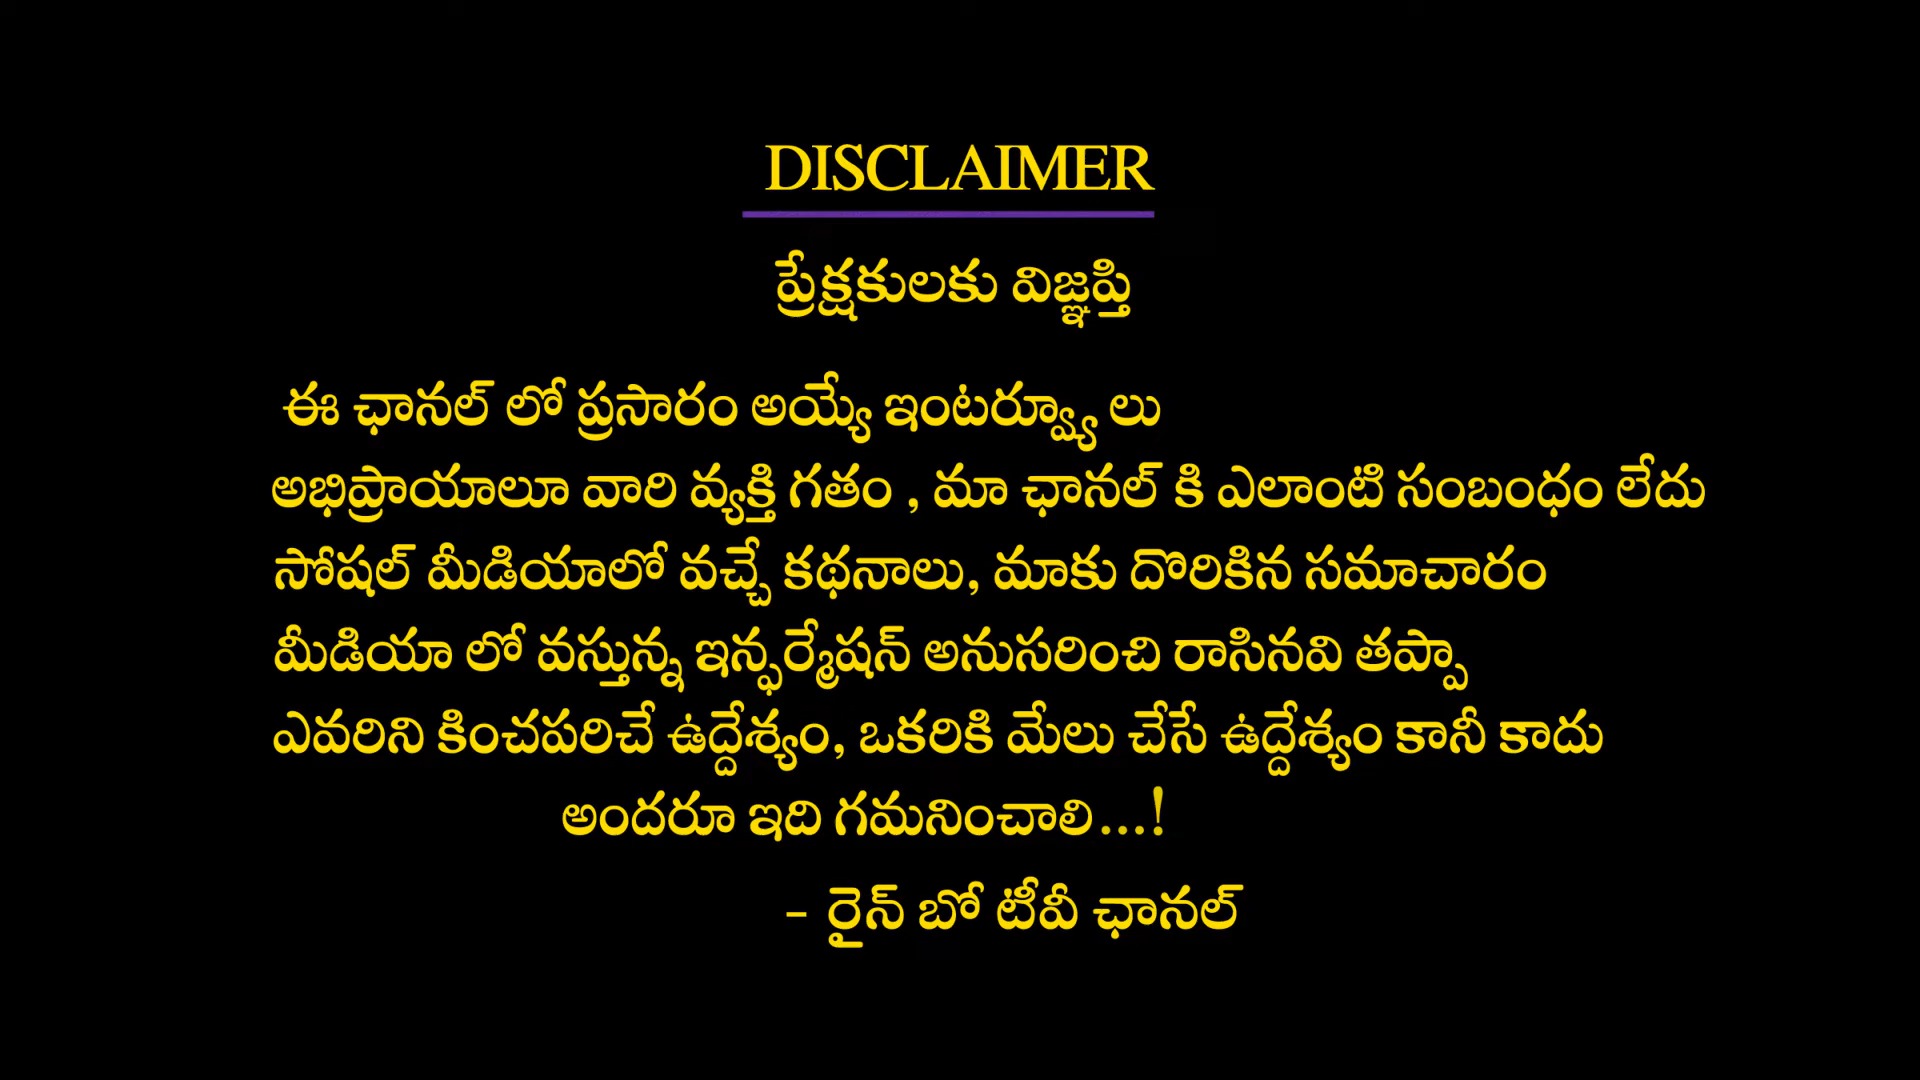 DISCLAIMER
ప్రేక్షకులకు విజ్ఞప్తి
ఈ ఛానల్ లో ప్రసారం అయ్యే ఇంటర్వ్యూ లు
అభిప్రాయాలూ వారి వ్యక్తి గతం , మా ఛానల్ కి ఎలాంటి సంబంధం లేదు
సోషల్ మీడియాలో వచ్చే కథనాలు, మాకు దొరికిన సమాచారం
మీడియా లో వస్తున్న ఇన్ఫర్మేషన్ అనుసరించి రాసినవి తప్పా
ఎవరిని కించపరిచే ఉద్దేశ్యం, ఒకరికి మేలు చేసే ఉద్దేశ్యం కానీ కాదు
అందరూ ఇది గమనించాలి...!
- రైన్ బో టీవీ ఛానల్